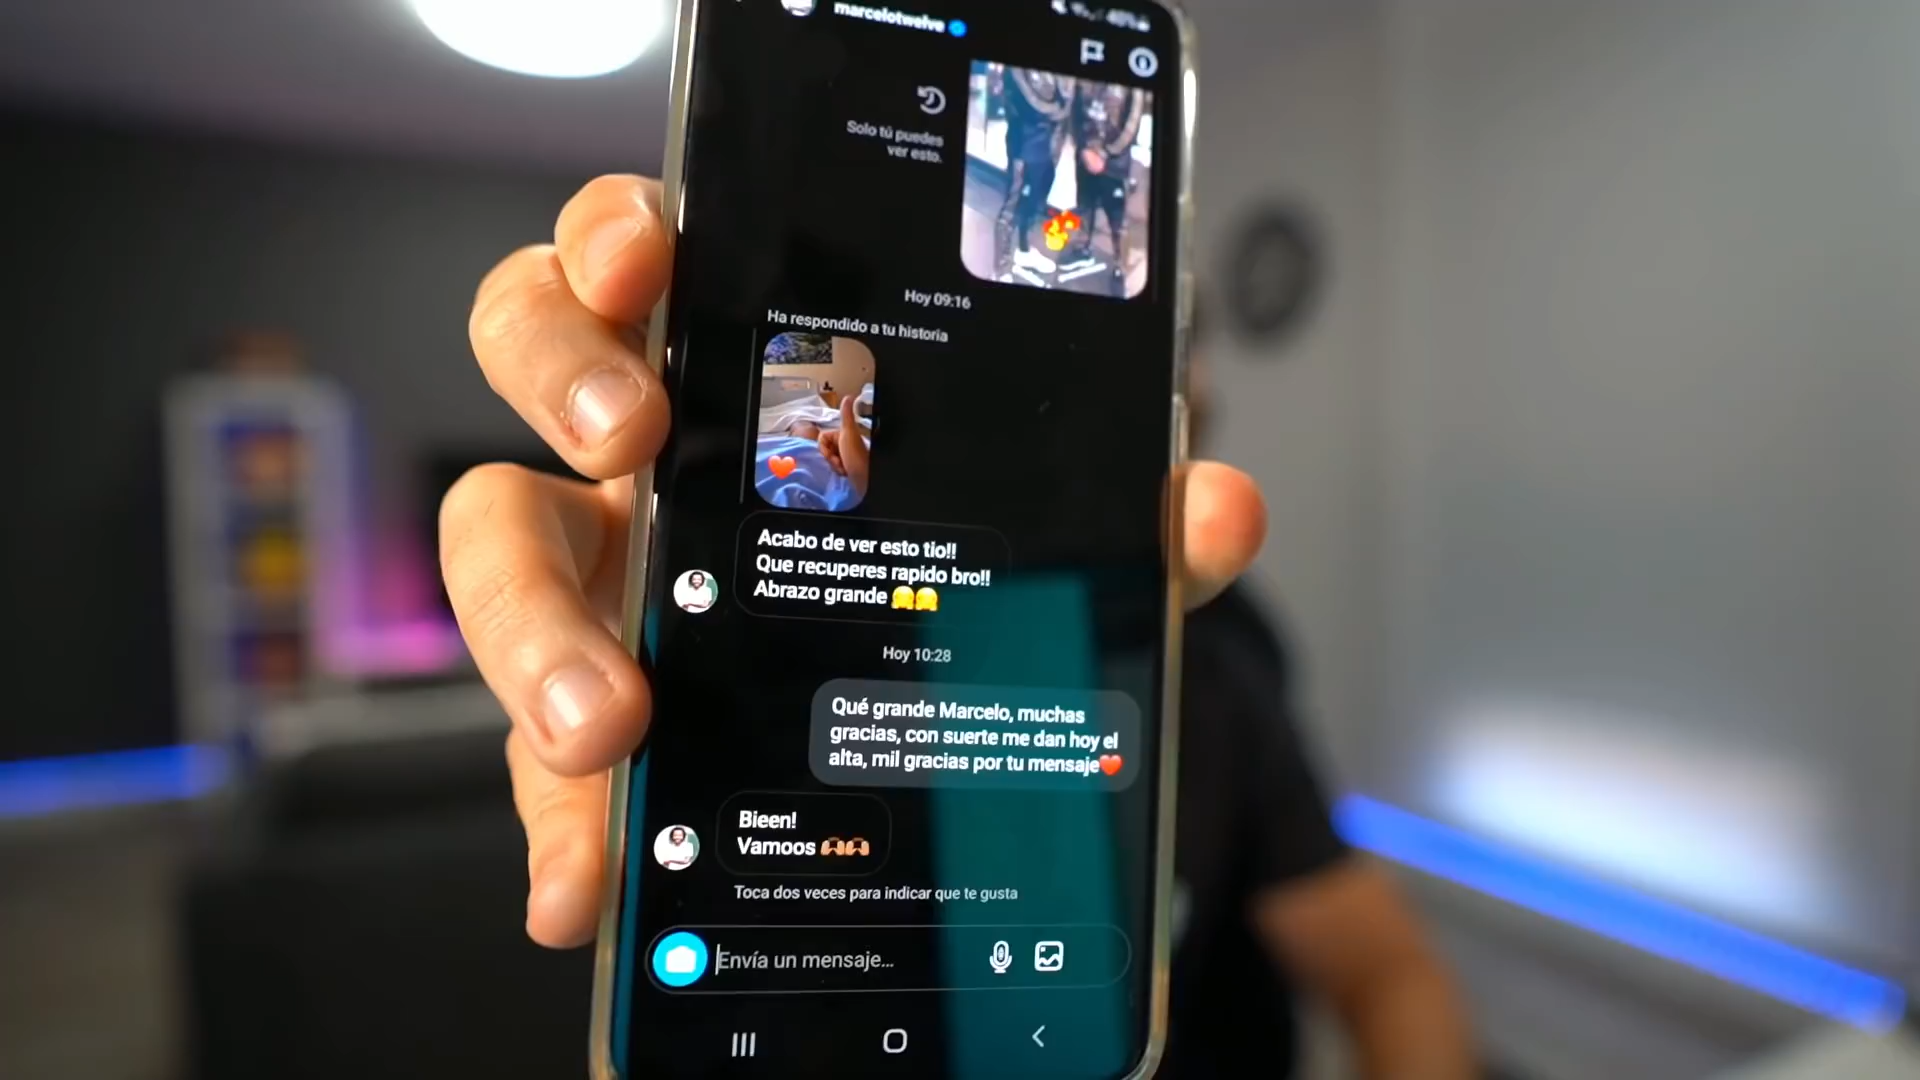 marcelotwelve
Solo tú puedes
ver esto.
Hoy 09:16
Ha respondido a tu historia
Acabo de ver esto tio!!
Que recuperes rapido bro!!
Abrazo grande 🤗🤗
Hoy 10:28
Qué grande Marcelo, muchas
gracias, con suerte me dan hoy el
alta, mil gracias por tu mensaje❤️
Bieen!
Vamoos 🙌🏾🙌🏾
Toca dos veces para indicar que te gusta
Envía un mensaje...